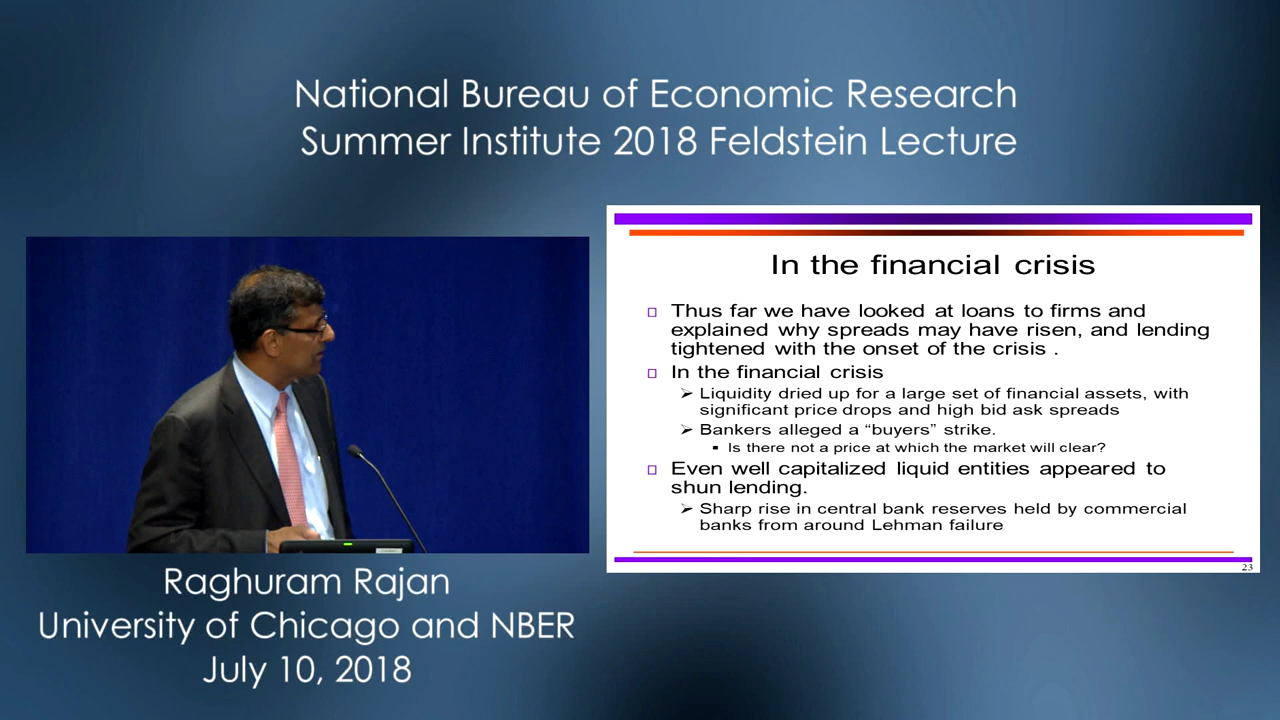 National Bureau of Economic Research
Summer Institute 2018 Feldstein Lecture
In the financial crisis
Thus far we have looked at loans to firms and
explained why spreads may have risen, and lending
tightened with the onset of the crisis .
In the financial crisis
Liquidity dried up for a large set of financial assets, with
significant price drops and high bid ask spreads
Bankers alleged a “buyers” strike.
Is there not a price at which the market will clear?
Even well capitalized liquid entities appeared to
shun lending.
Sharp rise in central bank reserves held by commercial
banks from around Lehman failure
23
Raghuram Rajan
University of Chicago and NBER
July 10, 2018